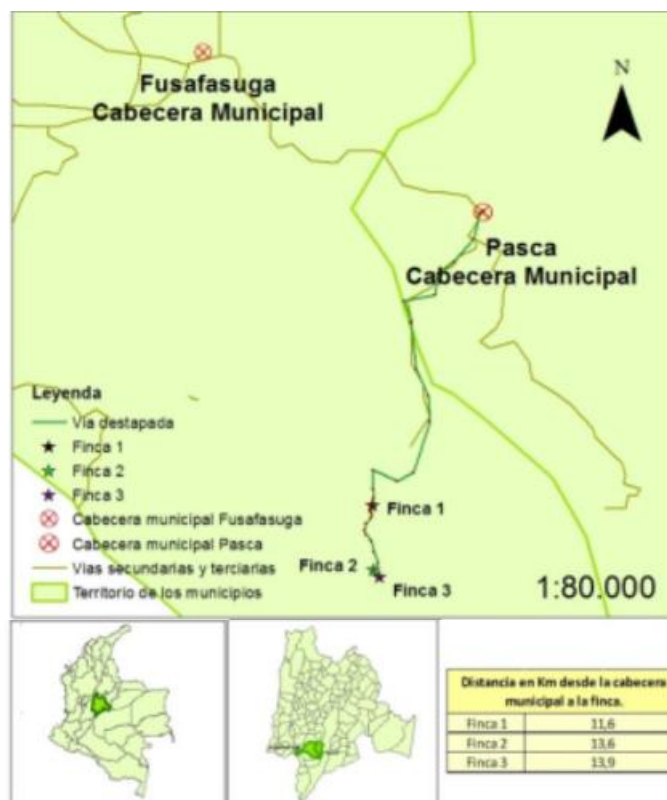 Fusafasuga
Cabecera Municipal
N
Pasca
Cabecera Municipal
Leyenda
Vía destapada
Finca 1
Finca 2
Finca 3
Cabecera municipal Fusafasuga
Cabecera municipal Pasca
Vías secundarias y terciarias
Territorio de los municipios
Finca 1
Finca 2
Finca 3
1:80.000
Distancia en Km desde la cabecera
municipal a la finca.
Finca 1 11,6
Finca 2 13,6
Finca 3 13,9